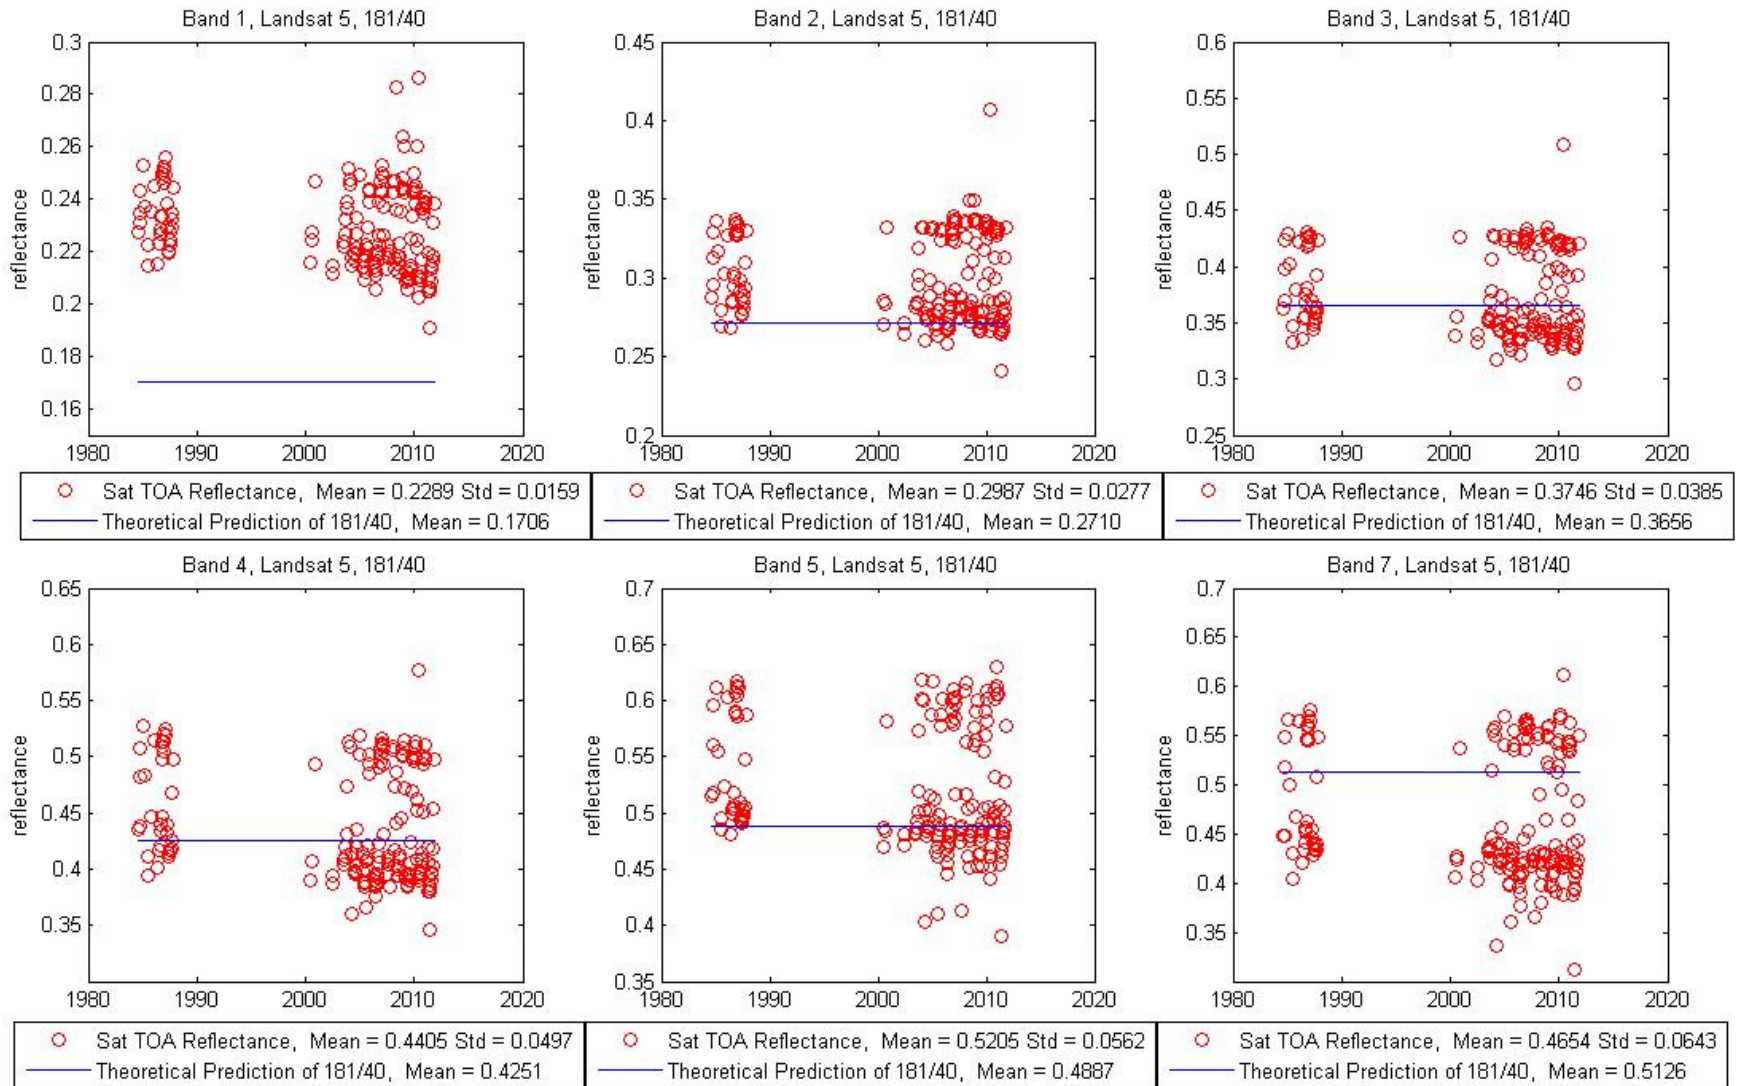 Band 1, Landsat 5, 181/40
0.3
0.28
0.26
0.24
0.22
0.2
0.18
0.16
reflectance
1980 1990 2000 2010 2020
Sat TOA Reflectance, Mean = 0.2289 Std = 0.0159
Theoretical Prediction of 181/40, Mean = 0.1706
Band 2, Landsat 5, 181/40
0.45
0.4
0.35
0.3
0.25
0.2
reflectance
1980 1990 2000 2010 2020
Sat TOA Reflectance, Mean = 0.2987 Std = 0.0277
Theoretical Prediction of 181/40, Mean = 0.2710
Band 3, Landsat 5, 181/40
0.6
0.55
0.5
0.45
0.4
0.35
0.3
0.25
reflectance
1980 1990 2000 2010 2020
Sat TOA Reflectance, Mean = 0.3746 Std = 0.0385
Theoretical Prediction of 181/40, Mean = 0.3656
Band 4, Landsat 5, 181/40
0.65
0.6
0.55
0.5
0.45
0.4
0.35
reflectance
1980 1990 2000 2010 2020
Sat TOA Reflectance, Mean = 0.4405 Std = 0.0497
Theoretical Prediction of 181/40, Mean = 0.4251
Band 5, Landsat 5, 181/40
0.7
0.65
0.6
0.55
0.5
0.45
0.4
0.35
reflectance
1980 1990 2000 2010 2020
Sat TOA Reflectance, Mean = 0.5205 Std = 0.0562
Theoretical Prediction of 181/40, Mean = 0.4887
Band 7, Landsat 5, 181/40
0.7
0.65
0.6
0.55
0.5
0.45
0.4
0.35
reflectance
1980 1990 2000 2010 2020
Sat TOA Reflectance, Mean = 0.4654 Std = 0.0643
Theoretical Prediction of 181/40, Mean = 0.5126